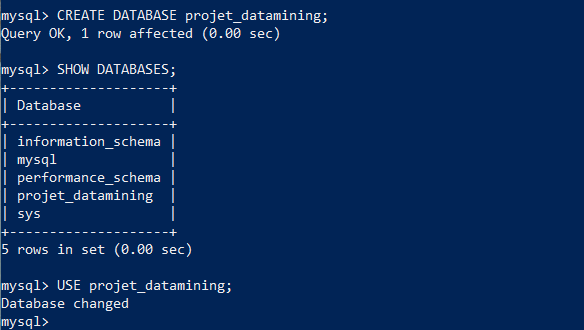 mysql> CREATE DATABASE projet_datamining;
Query OK, 1 row affected (0.00 sec)
mysql> SHOW DATABASES;
+--------------------+
| Database           |
+--------------------+
| information_schema |
| mysql              |
| performance_schema |
| projet_datamining  |
| sys                |
+--------------------+
5 rows in set (0.00 sec)
mysql> USE projet_datamining;
Database changed
mysql>